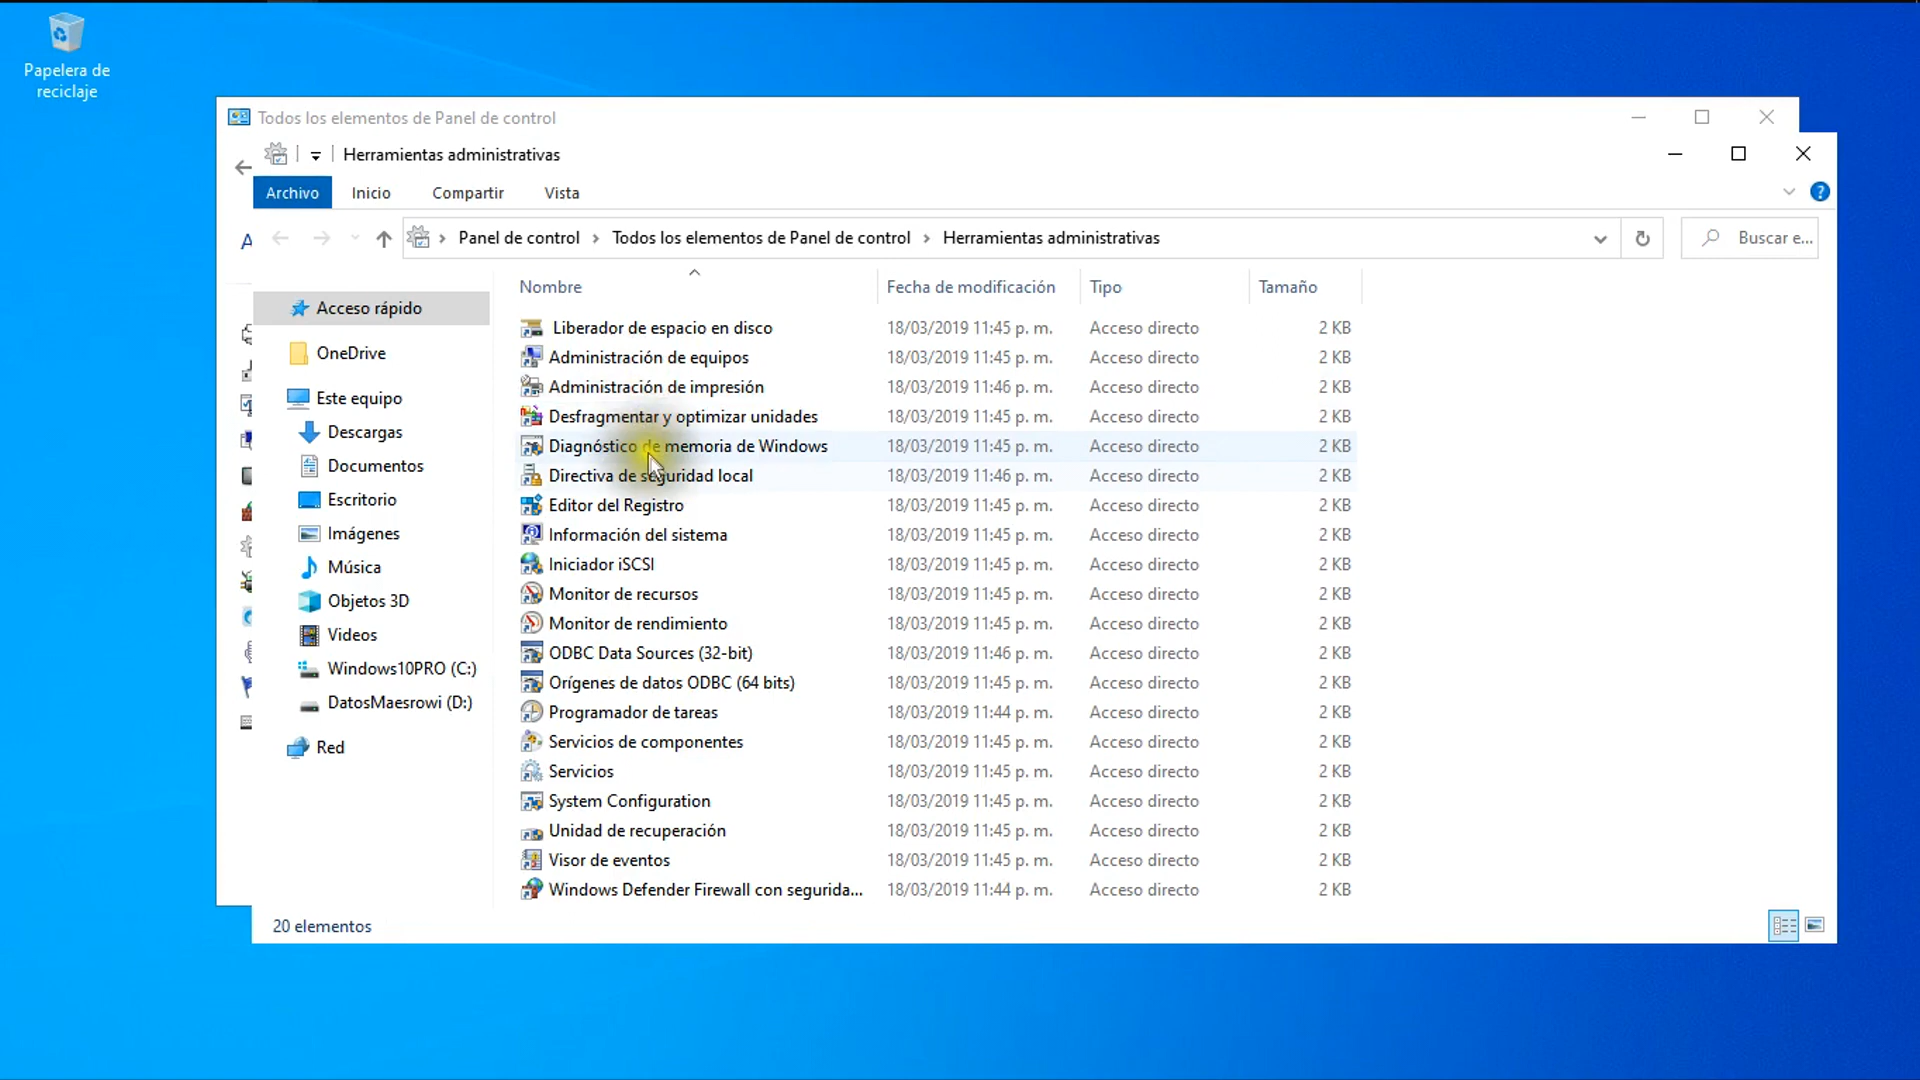 Papelera de
reciclaje
Todos los elementos de Panel de control
Herramientas administrativas
Archivo Inicio Compartir Vista
A
Panel de control > Todos los elementos de Panel de control > Herramientas administrativas
Buscar e...
Nombre Fecha de modificación Tipo Tamaño
Acceso rápido
OneDrive
Este equipo
Descargas
Documentos
Escritorio
Imágenes
Música
Objetos 3D
Videos
Windows10PRO (C:)
DatosMaesrowi (D:)
Red
Liberador de espacio en disco 18/03/2019 11:45 p. m. Acceso directo 2 KB
Administración de equipos 18/03/2019 11:45 p. m. Acceso directo 2 KB
Administración de impresión 18/03/2019 11:46 p. m. Acceso directo 2 KB
Desfragmentar y optimizar unidades 18/03/2019 11:45 p. m. Acceso directo 2 KB
Diagnóstico de memoria de Windows 18/03/2019 11:45 p. m. Acceso directo 2 KB
Directiva de seguridad local 18/03/2019 11:46 p. m. Acceso directo 2 KB
Editor del Registro 18/03/2019 11:45 p. m. Acceso directo 2 KB
Información del sistema 18/03/2019 11:45 p. m. Acceso directo 2 KB
Iniciador iSCSI 18/03/2019 11:45 p. m. Acceso directo 2 KB
Monitor de recursos 18/03/2019 11:45 p. m. Acceso directo 2 KB
Monitor de rendimiento 18/03/2019 11:45 p. m. Acceso directo 2 KB
ODBC Data Sources (32-bit) 18/03/2019 11:46 p. m. Acceso directo 2 KB
Orígenes de datos ODBC (64 bits) 18/03/2019 11:45 p. m. Acceso directo 2 KB
Programador de tareas 18/03/2019 11:44 p. m. Acceso directo 2 KB
Servicios de componentes 18/03/2019 11:45 p. m. Acceso directo 2 KB
Servicios 18/03/2019 11:45 p. m. Acceso directo 2 KB
System Configuration 18/03/2019 11:45 p. m. Acceso directo 2 KB
Unidad de recuperación 18/03/2019 11:45 p. m. Acceso directo 2 KB
Visor de eventos 18/03/2019 11:45 p. m. Acceso directo 2 KB
Windows Defender Firewall con segurida... 18/03/2019 11:44 p. m. Acceso directo 2 KB
20 elementos